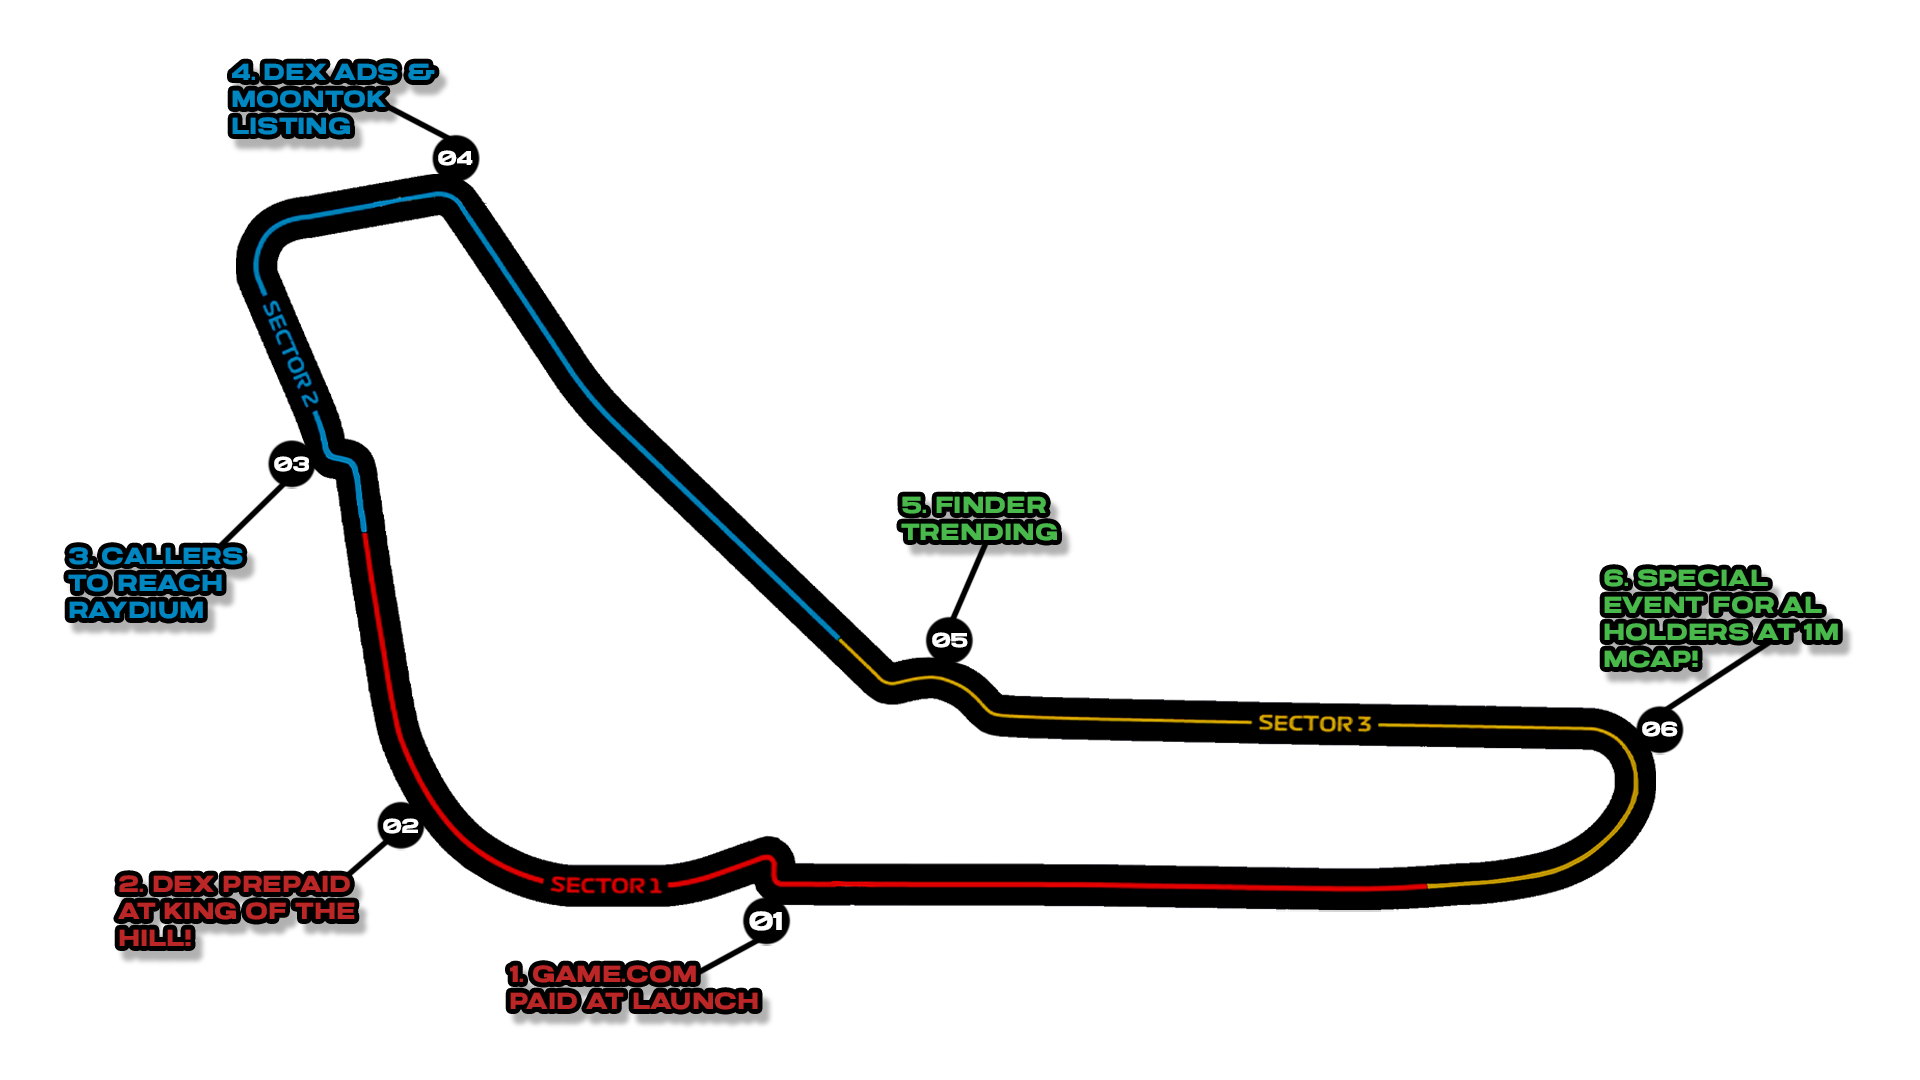 4. DEX ADS &
MOONTOK
LISTING
04
SECTOR 2
03
3. CALLERS
TO REACH
RAYDIUM
5. FINDER
TRENDING
05
6. SPECIAL
EVENT FOR AL
HOLDERS AT 1M
MCAP!
06
SECTOR 3
02
2. DEX PREPAID
AT KING OF THE
HILL!
SECTOR 1
01
1. GAME.COM
PAID AT LAUNCH